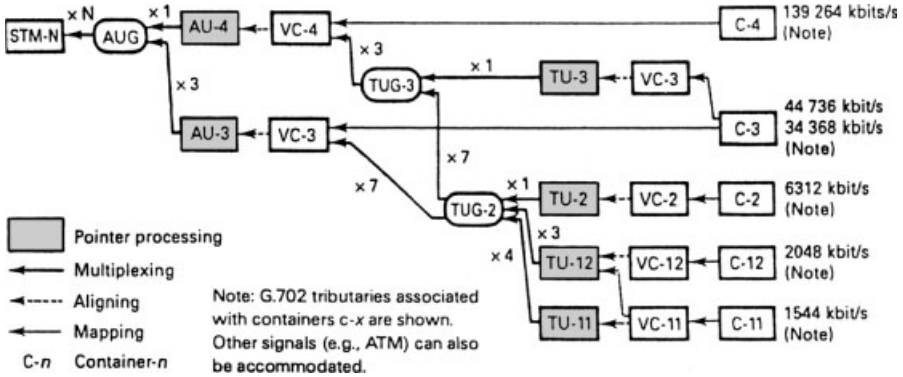 STM-N
× N
AUG
× 1
AU-4
VC-4
C-4
139 264 kbits/s
(Note)
× 3
TUG-3
× 1
TU-3
VC-3
× 3
AU-3
VC-3
C-3
44 736 kbit/s
34 368 kbit/s
(Note)
× 7
× 7
TUG-2
× 1
TU-2
VC-2
C-2
6312 kbit/s
(Note)
× 3
TU-12
VC-12
C-12
2048 kbit/s
(Note)
× 4
TU-11
VC-11
C-11
1544 kbit/s
(Note)
Pointer processing
Multiplexing
Aligning
Mapping
C-n Container-n
Note: G.702 tributaries associated
with containers c-x are shown.
Other signals (e.g., ATM) can also
be accommodated.